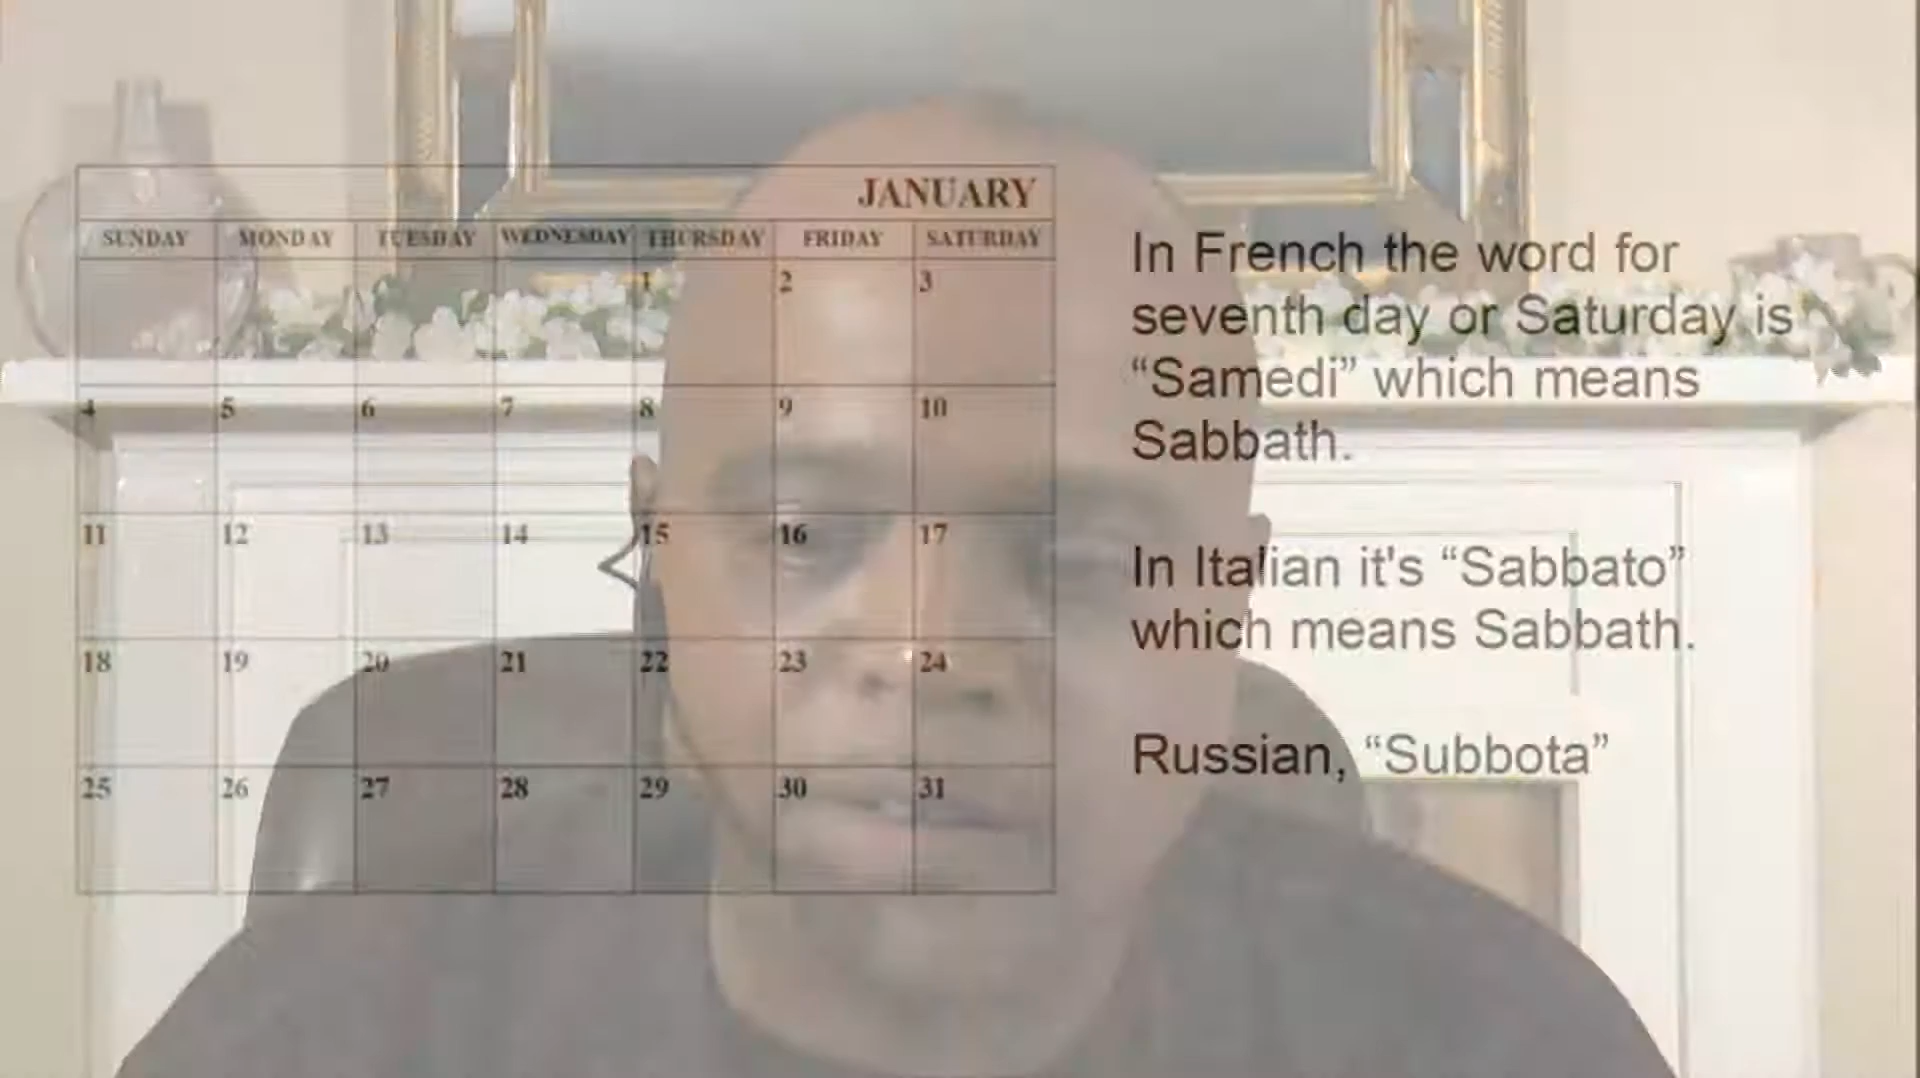 JANUARY
SUNDAY MONDAY TUESDAY WEDNESDAY THURSDAY FRIDAY SATURDAY
1 2 3
4 5 6 7 8 9 10
11 12 13 14 15 16 17
18 19 20 21 22 23 24
25 26 27 28 29 30 31
In French the word for
seventh day or Saturday is
“Samedi” which means
Sabbath.
In Italian it's “Sabbato”
which means Sabbath.
Russian, “Subbota”